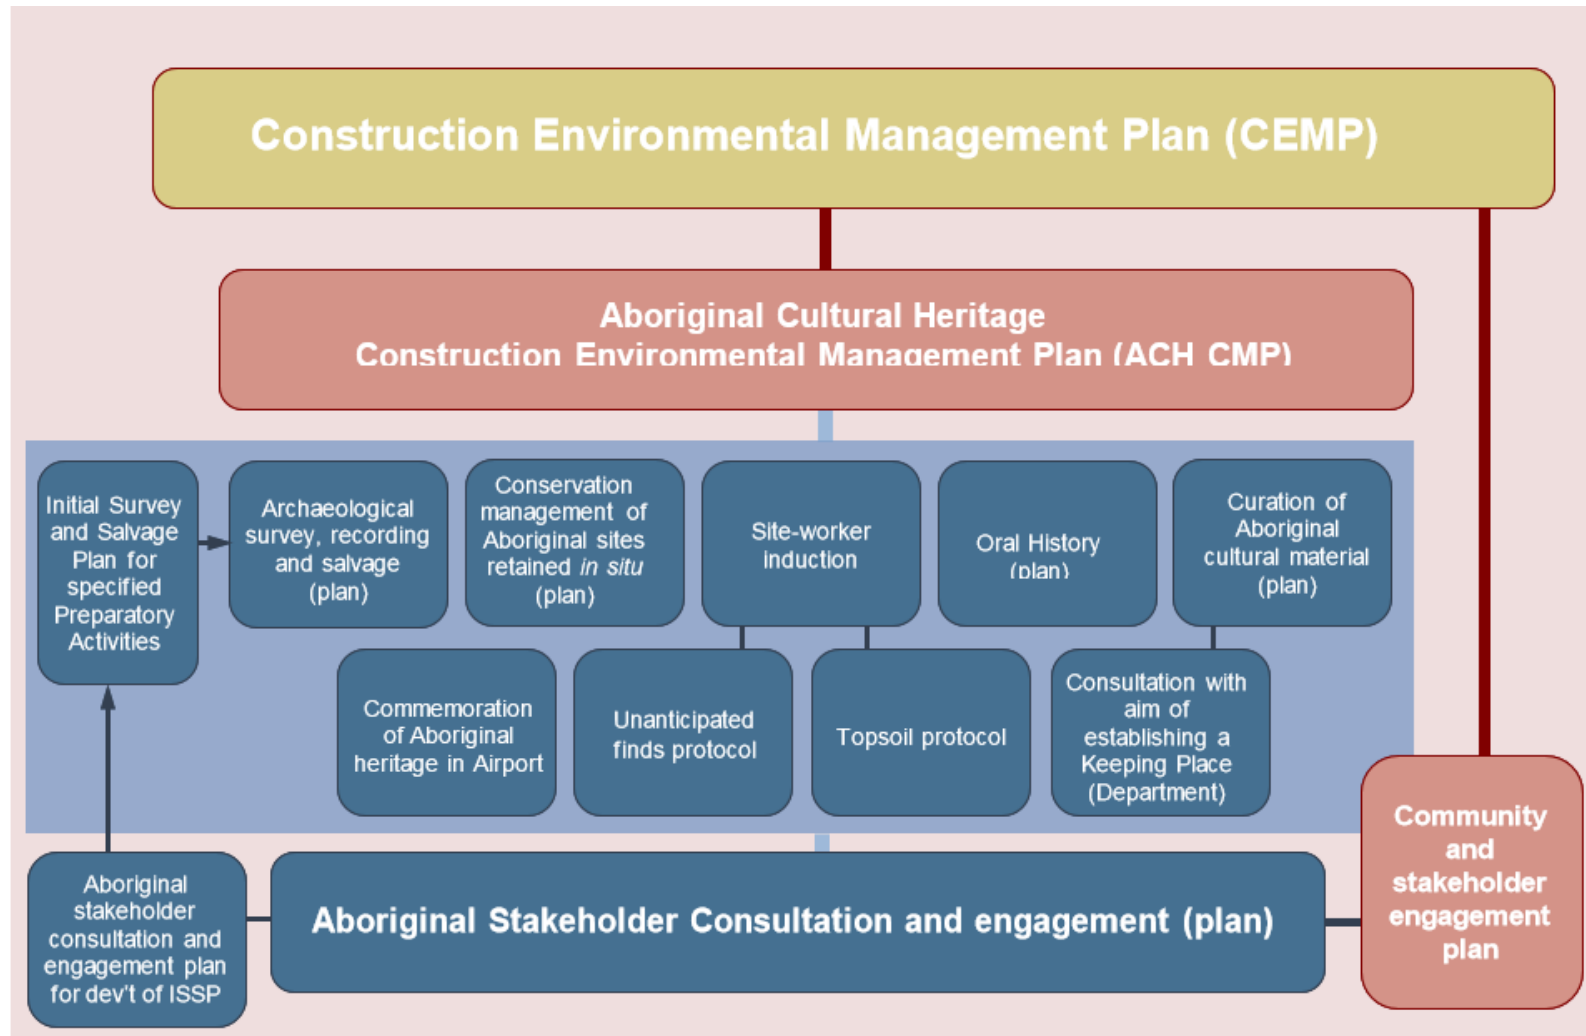 Construction Environmental Management Plan (CEMP)
Aboriginal Cultural Heritage
Construction Environmental Management Plan (ACH CMP)
Initial Survey
and Salvage
Plan for
specified
Preparatory
Activities
Archaeological
survey, recording
and salvage
(plan)
Conservation
management of
Aboriginal sites
retained in situ
(plan)
Site-worker
induction
Oral History
(plan)
Curation of
Aboriginal
cultural material
(plan)
Commemoration
of Aboriginal
heritage in Airport
Unanticipated
finds protocol
Topsoil protocol
Consultation with
aim of
establishing a
Keeping Place
(Department)
Aboriginal
stakeholder
consultation and
engagement plan
for dev't of ISSP
Aboriginal Stakeholder Consultation and engagement (plan)
Community
and
stakeholder
engagement
plan